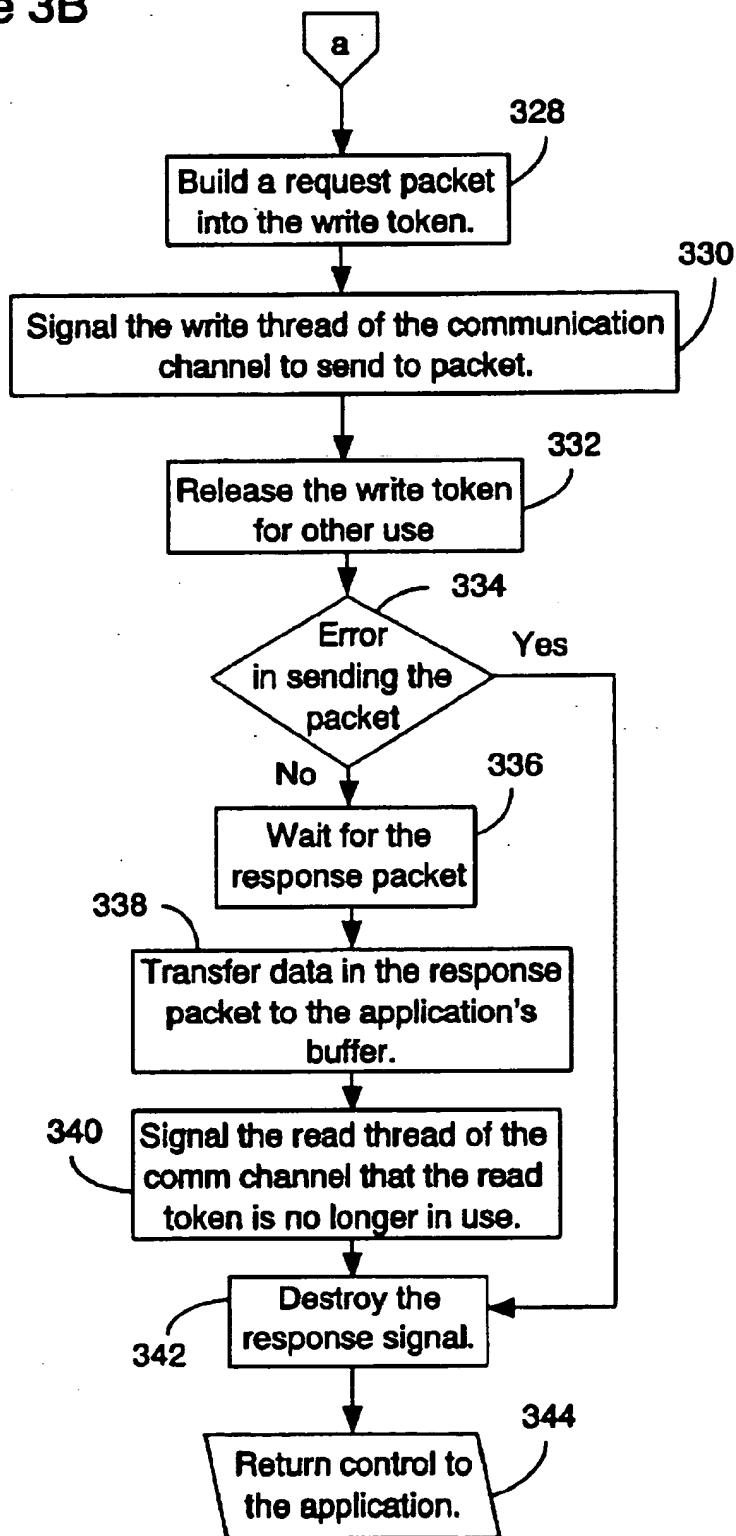 e 3B
a
328
Build a request packet
into the write token.
330
Signal the write thread of the communication
channel to send to packet.
332
Release the write token
for other use
334
Error
in sending the
packet
Yes
No
336
Wait for the
response packet
338
Transfer data in the response
packet to the application's
buffer.
340
Signal the read thread of the
comm channel that the read
token is no longer in use.
Destroy the
response signal.
342
344
Return control to
the application.